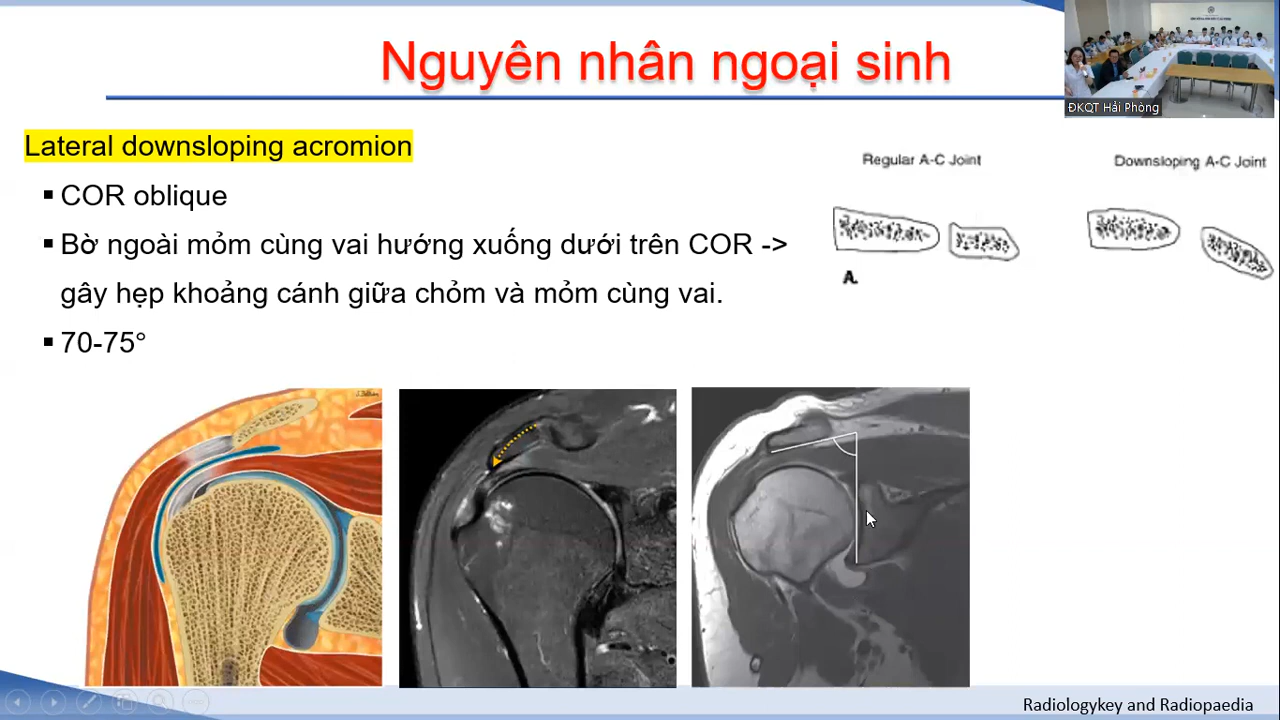 Nguyên nhân ngoại sinh
ĐKQT Hải Phòng
Lateral downsloping acromion
▪ COR oblique
▪ Bờ ngoài mỏm cùng vai hướng xuống dưới trên COR ->
gây hẹp khoảng cánh giữa chỏm và mỏm cùng vai.
▪ 70-75°
Regular A-C Joint
Downsloping A-C Joint
A.
Radiologykey and Radiopaedia